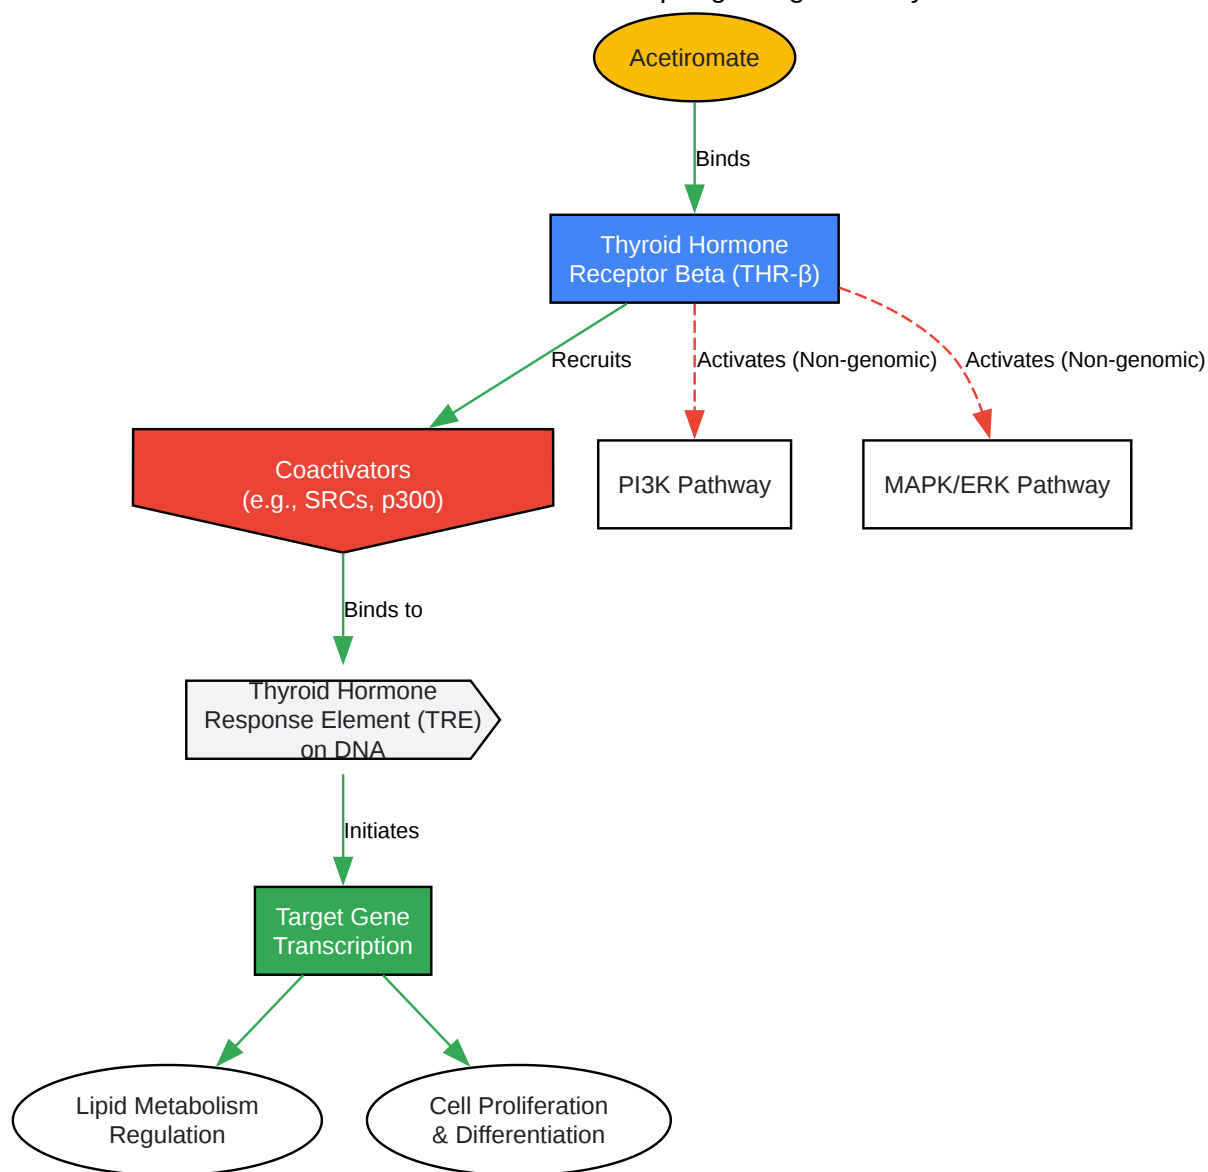 Acetiromate
Binds
Thyroid Hormone
Receptor Beta (THR-β)
Recruits
Activates (Non-genomic)
Activates (Non-genomic)
Coactivators
(e.g., SRCs, p300)
PI3K Pathway
MAPK/ERK Pathway
Binds to
Thyroid Hormone
Response Element (TRE)
on DNA
Initiates
Target Gene
Transcription
Lipid Metabolism
Regulation
Cell Proliferation
& Differentiation